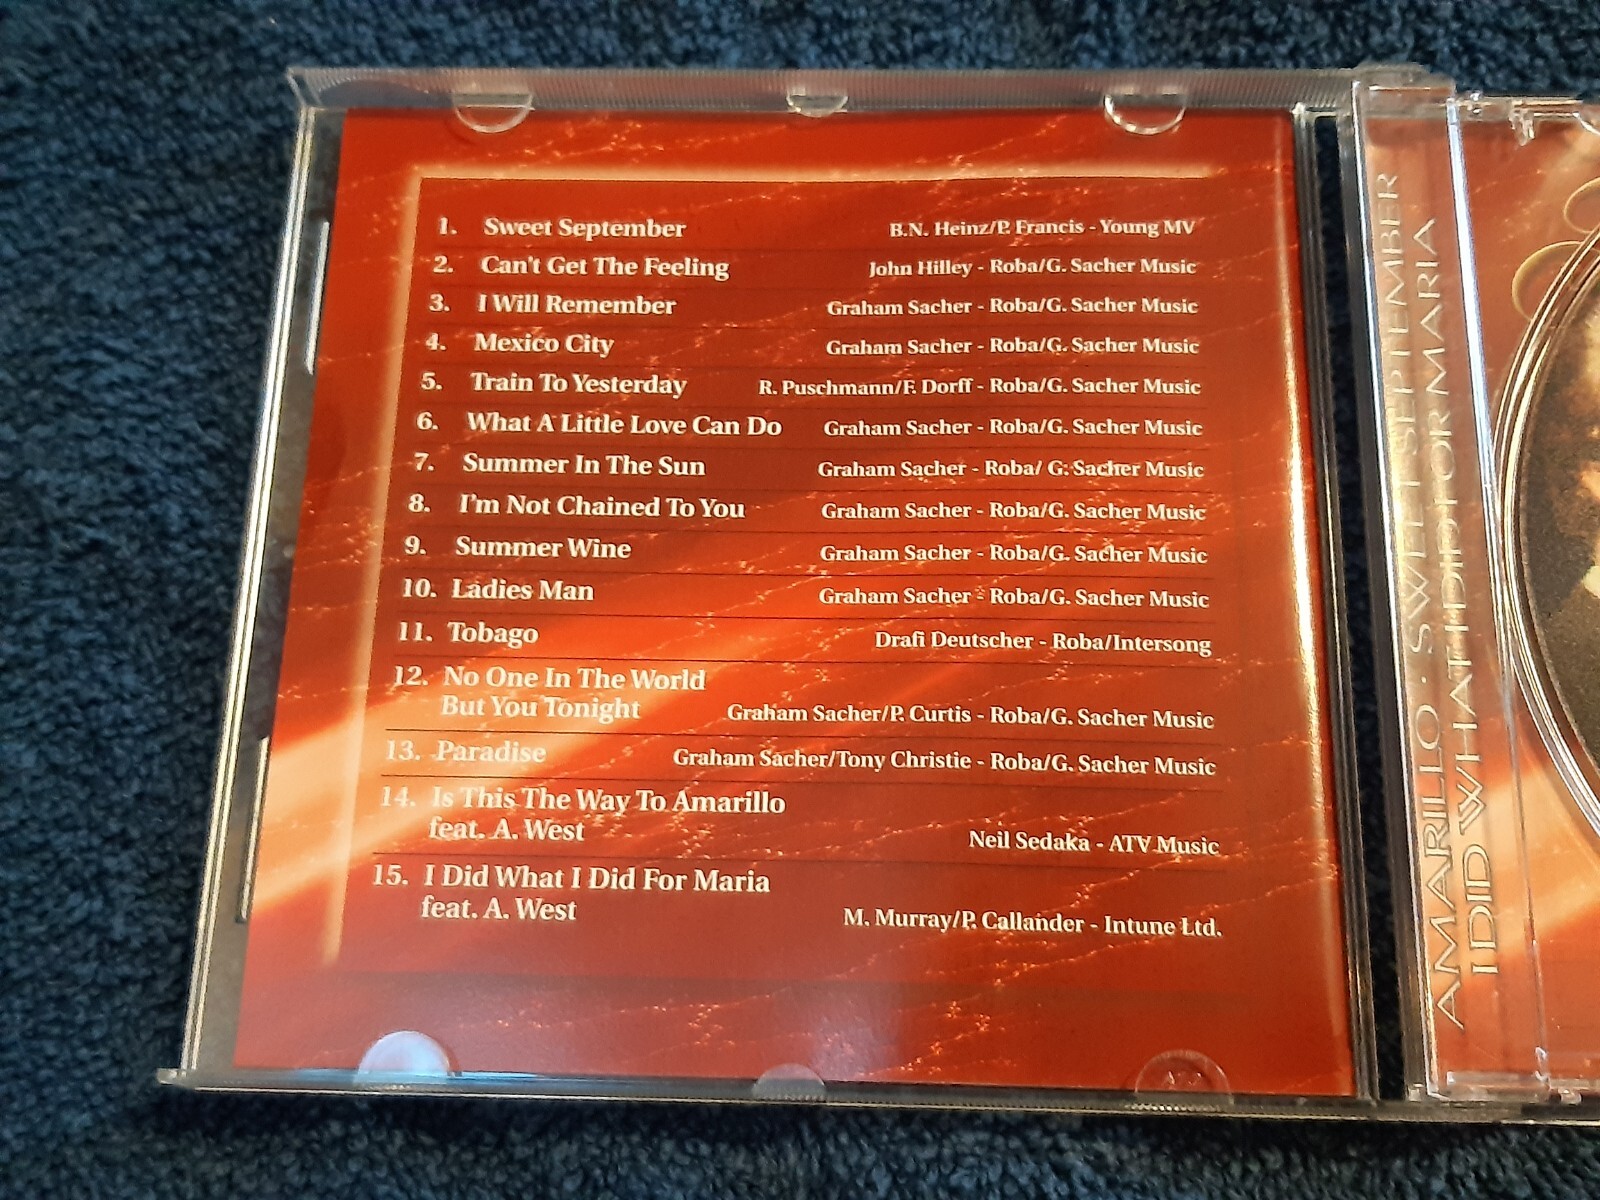 1. Sweet September B.N. Heinz/P. Francis - Young MV
2. Can't Get The Feeling John Hilley - Roba/G. Sacher Music
3. I Will Remember Graham Sacher - Roba/G. Sacher Music
4. Mexico City Graham Sacher - Roba/G. Sacher Music
5. Train To Yesterday R. Puschmann/F. Dorff - Roba/G. Sacher Music
6. What A Little Love Can Do Graham Sacher - Roba/G. Sacher Music
7. Summer In The Sun Graham Sacher - Roba/ G. Sacher Music
8. I'm Not Chained To You Graham Sacher - Roba/G. Sacher Music
9. Summer Wine Graham Sacher - Roba/G. Sacher Music
10. Ladies Man Graham Sacher - Roba/G. Sacher Music
11. Tobago Drafi Deutscher - Roba/Intersong
12. No One In The World
But You Tonight Graham Sacher/P. Curtis - Roba/G. Sacher Music
13. Paradise Graham Sacher/Tony Christie - Roba/G. Sacher Music
14. Is This The Way To Amarillo
feat. A. West Neil Sedaka - ATV Music
15. I Did What I Did For Maria
feat. A. West M. Murray/P. Callander - Intune Ltd.
AMARILLO · SWEET SEPTEMBER
I DID WHAT I DID FOR MARIA